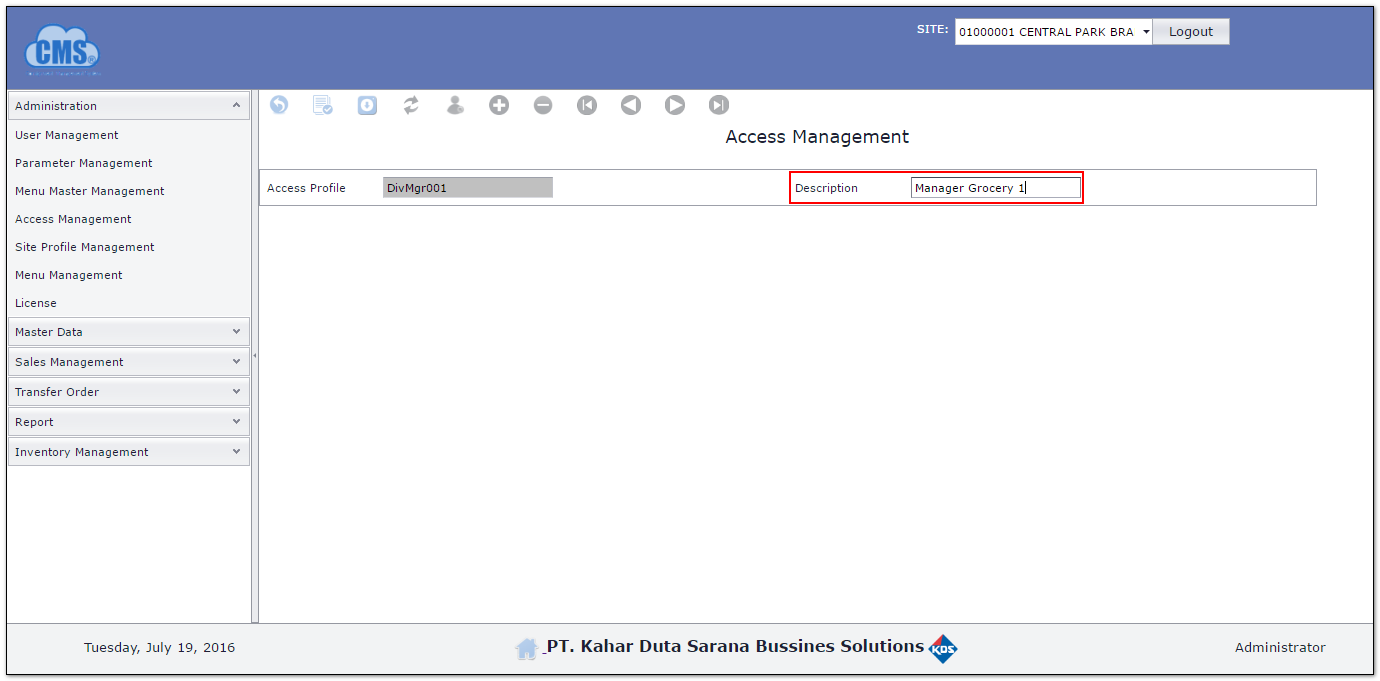 CMS
SITE: 01000001 CENTRAL PARK BRA Logout
Administration
User Management
Parameter Management
Menu Master Management
Access Management
Site Profile Management
Menu Management
License
Master Data
Sales Management
Transfer Order
Report
Inventory Management
Access Management
Access Profile DivMgr001 Description Manager Grocery 1
Tuesday, July 19, 2016
PT. Kahar Duta Sarana Bussines Solutions KDS
Administrator